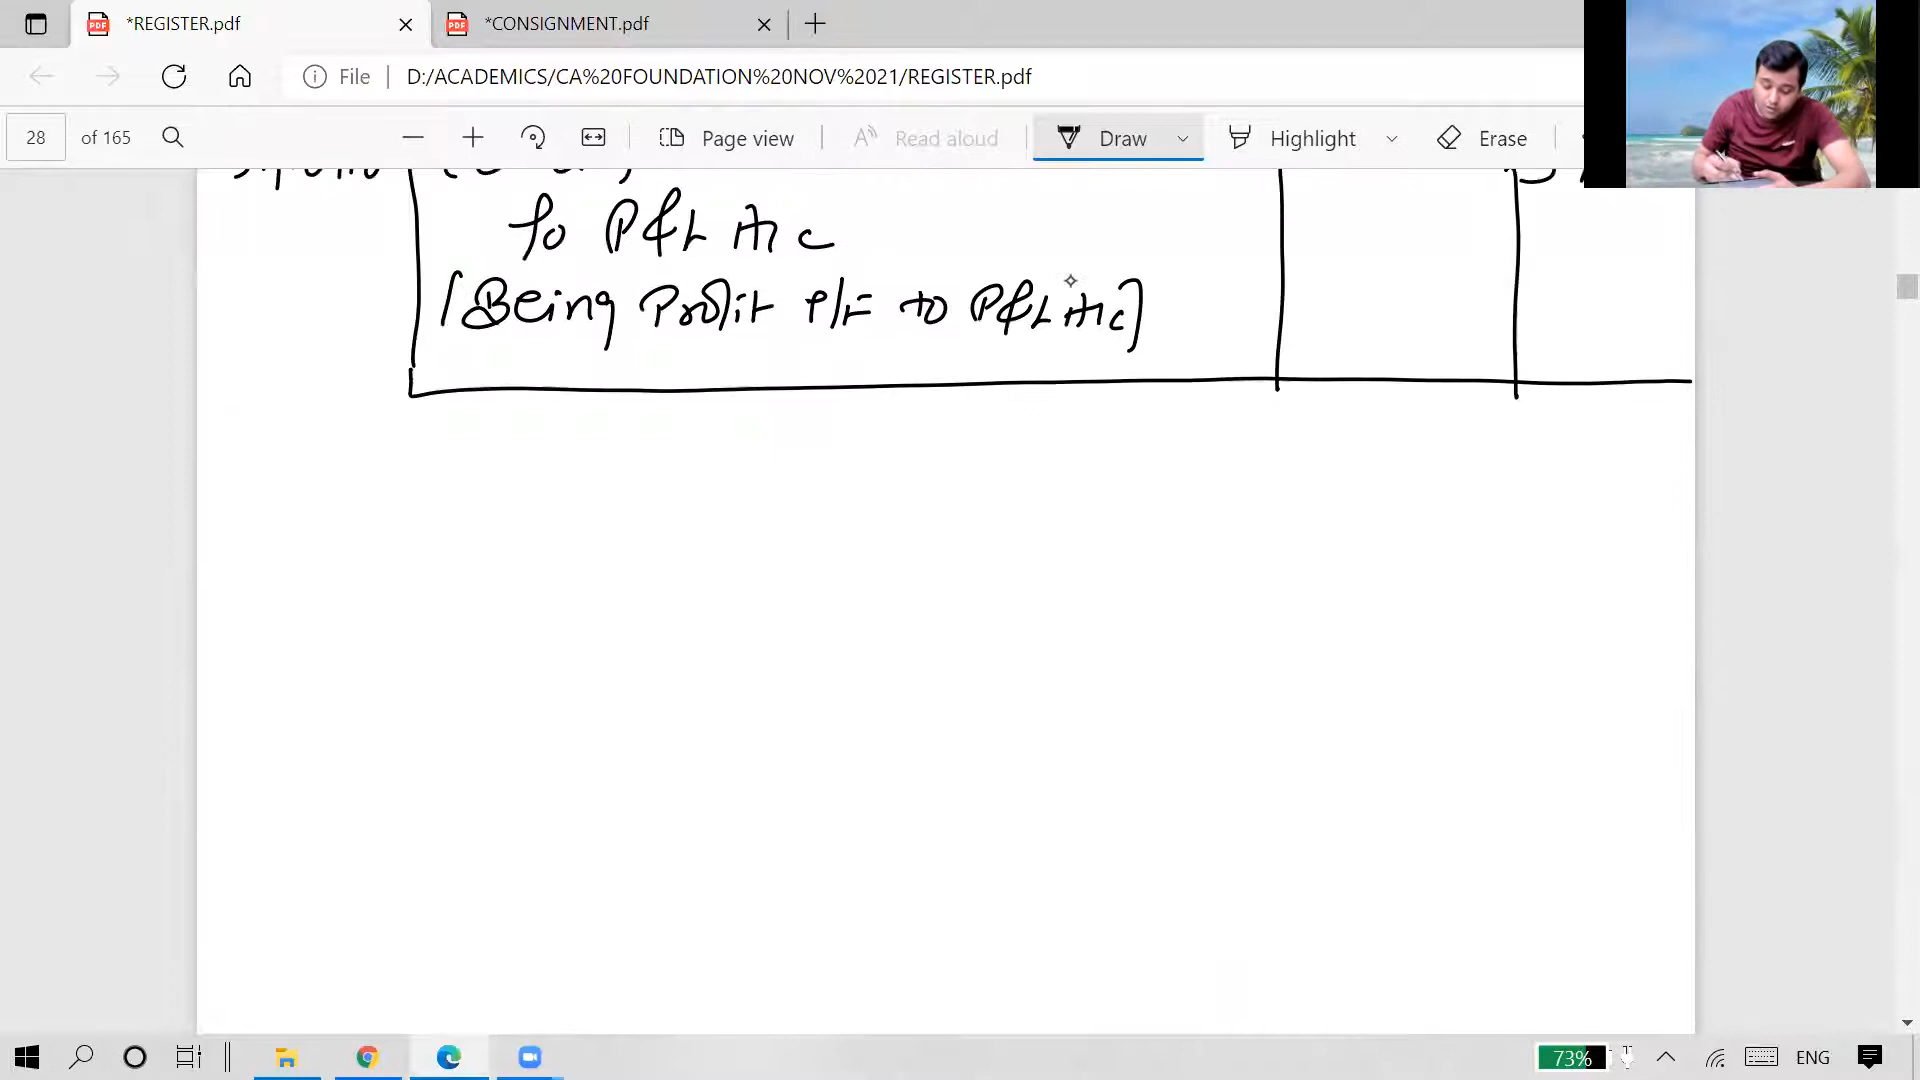 *REGISTER.pdf
*CONSIGNMENT.pdf
File D:/ACADEMICS/CA%20FOUNDATION%20NOV%2021/REGISTER.pdf
28 of 165 Page view Read aloud Draw Highlight Erase
To P&L A/c
[Being Profit t/f to P&L A/c]
73% ENG